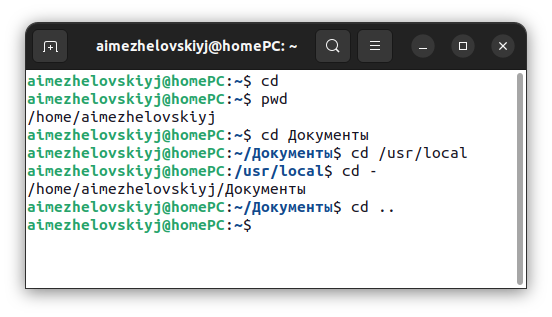 aimezhelovskiyj@homePC: ~
aimezhelovskiyj@homePC:~$ cd
aimezhelovskiyj@homePC:~$ pwd
/home/aimezhelovskiyj
aimezhelovskiyj@homePC:~$ cd Документы
aimezhelovskiyj@homePC:~/Документы$ cd /usr/local
aimezhelovskiyj@homePC:/usr/local$ cd -
/home/aimezhelovskiyj/Документы
aimezhelovskiyj@homePC:~/Документы$ cd ..
aimezhelovskiyj@homePC:~$